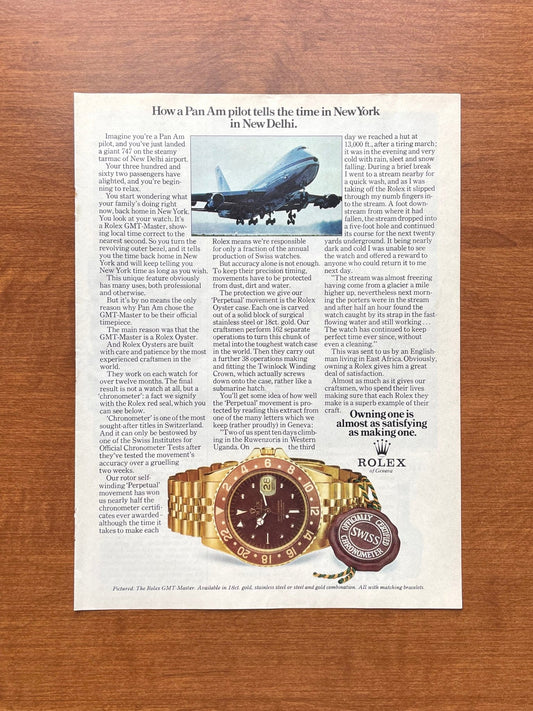 How a Pan Am pilot tells the time in New York
in New Delhi.
Imagine you're a Pan Am
pilot, and you've just landed
a giant 747 on the steamy
tarmac of New Delhi airport.
Your three hundred and
sixty two passengers have
alighted, and you're begin-
ning to relax.
You start wondering what
your family's doing right
now, back home in New York.
You look at your watch. It's
a Rolex GMT-Master, show-
ing local time correct to the
nearest second. So you turn the
revolving outer bezel, and it tells
you the time back home in New
York and will keep telling you
New York time as long as you wish.
This unique feature obviously
has many uses, both professional
and otherwise.
But it's by no means the only
reason why Pan Am chose the
GMT-Master to be their official
timepiece.
The main reason was that the
GMT-Master is a Rolex Oyster.
And Rolex Oysters are built
with care and patience by the most
experienced craftsmen in the
world.
They work on each watch for
over twelve months. The final
result is not a watch at all, but a
'chronometer'; a fact we signify
with the Rolex red seal, which you
can see below.
'Chronometer' is one of the most
sought-after titles in Switzerland.
And it can only be bestowed by
one of the Swiss Institutes for
Official Chronometer Tests after
they've tested the movement's
accuracy over a gruelling
two weeks.
Our rotor self-
winding 'Perpetual'
movement has won
us nearly half the
chronometer certifi-
cates ever awarded–
although the time it
takes to make each
Rolex means we're responsible
for only a fraction of the annual
production of Swiss watches.
But accuracy alone is not enough.
To keep their precision timing,
movements have to be protected
from dust, dirt and water.
The protection we give our
'Perpetual' movement is the Rolex
Oyster case. Each one is carved
out of a solid block of surgical
stainless steel or 18ct. gold. Our
craftsmen perform 162 separate
operations to turn this chunk of
metal into the toughest watch case
in the world. Then they carry out
a further 38 operations making
and fitting the Twinlock Winding
Crown, which actually screws
down onto the case, rather like a
submarine hatch.
You'll get some idea of how well
the 'Perpetual' movement is pro-
tected by reading this extract from
one of the many letters which we
keep (rather proudly) in Geneva:
"Two of us spent ten days climb-
ing in the Ruwenzoris in Western
Uganda. On the third
day we reached a hut at
13,000 ft., after a tiring march;
it was in the evening and very
cold with rain, sleet and snow
falling. During a brief break
I went to a stream nearby for
a quick wash, and as I was
taking off the Rolex it slipped
through my numb fingers in-
to the stream. A foot down-
stream from where it had
fallen, the stream dropped into
a five-foot hole and continued
its course for the next twenty
yards underground. It being nearly
dark and cold I was unable to see
the watch and offered a reward to
anyone who could return it to me
next day.
"The stream was almost freezing
having come from a glacier a mile
higher up, nevertheless next morn-
ing the porters were in the stream
and after half an hour found the
watch caught by its strap in the fast-
flowing water and still working . . .
The watch has continued to keep
perfect time ever since, without
even a cleaning."
This was sent to us by an English-
man living in East Africa. Obviously,
owning a Rolex gives him a great
deal of satisfaction.
Almost as much as it gives our
craftsmen, who spend their lives
making sure that each Rolex they
make is a superb example of their
craft.
Owning one is
almost as satisfying
as making one.
ROLEX
of Geneva
OFFICIALLY CERTIFIED
SWISS
CHRONOMETER
Pictured. The Rolex GMT-Master. Available in 18ct. gold, stainless steel or steel and gold combination. All with matching bracelets.